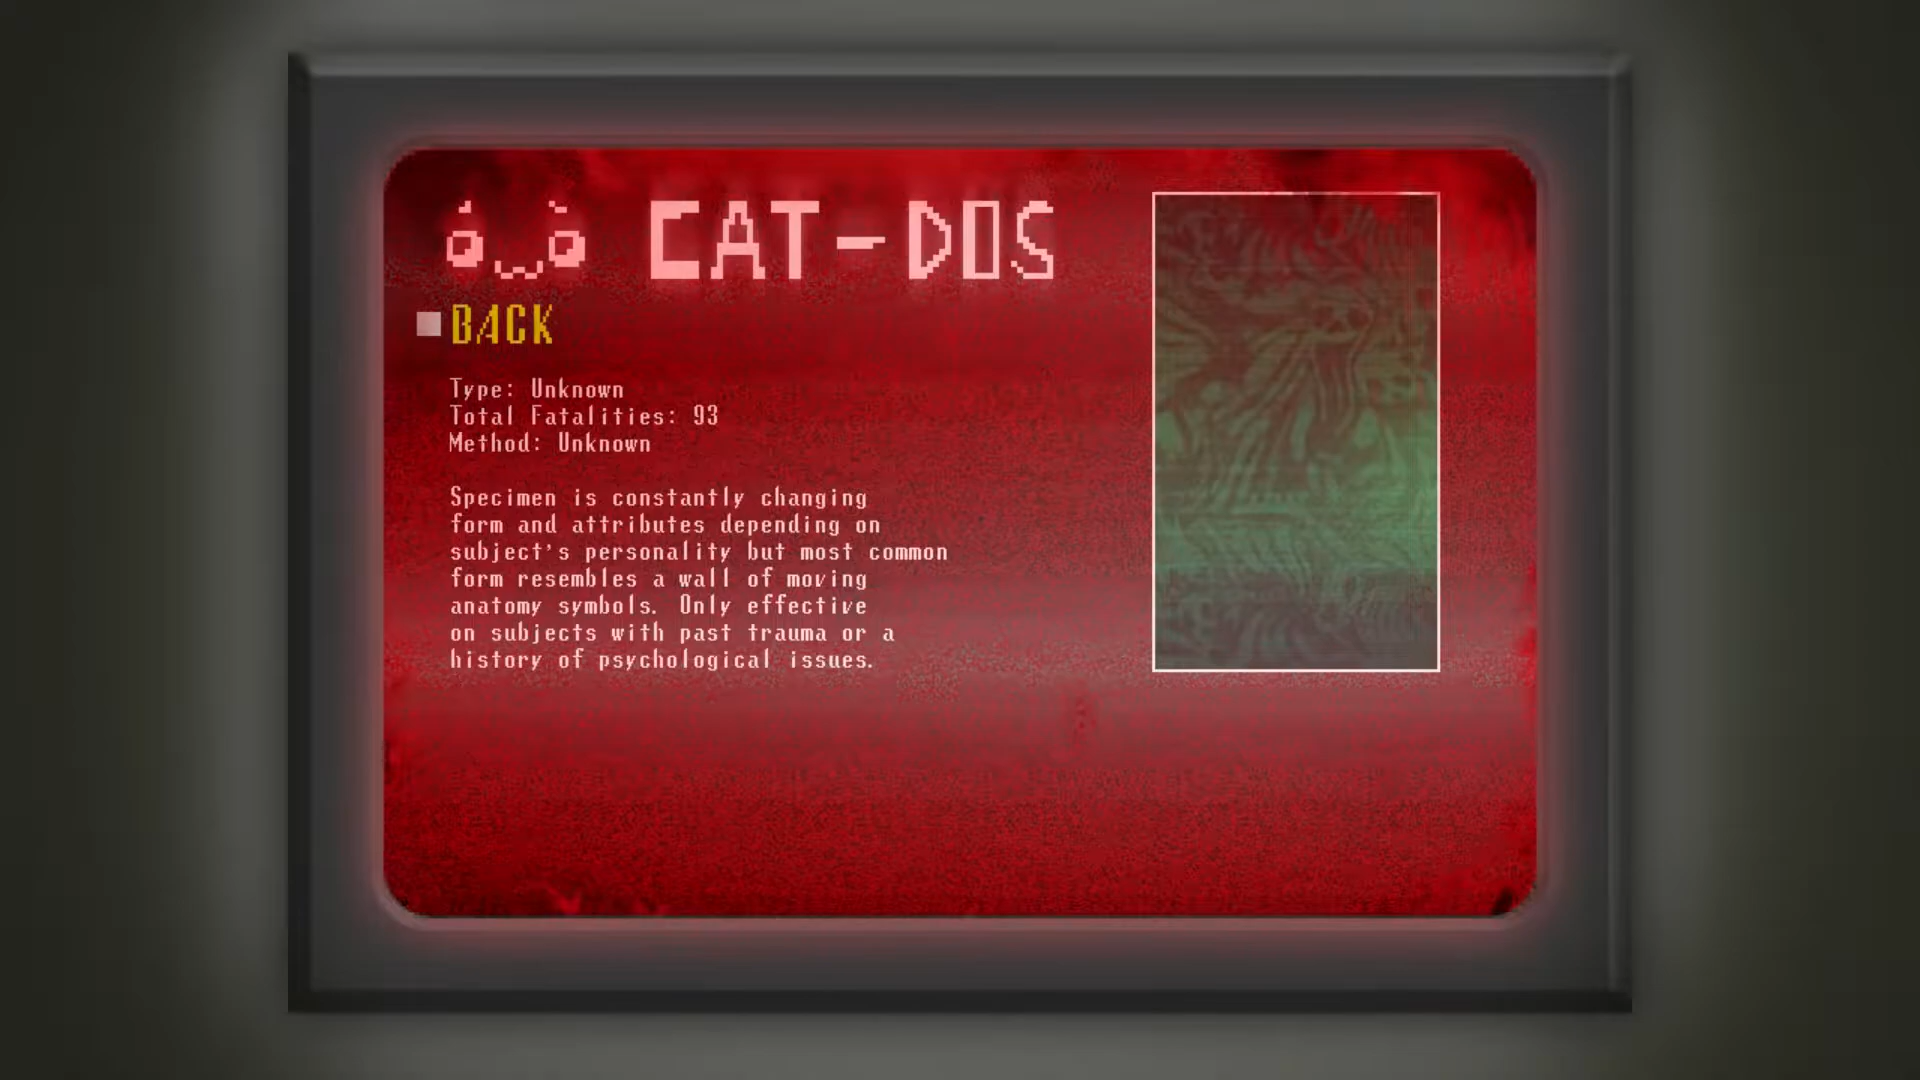 CAT-DOS
BACK
Type: Unknown
Total Fatalities: 93
Method: Unknown
Specimen is constantly changing
form and attributes depending on
subject's personality but most common
form resembles a wall of moving
anatomy symbols. Only effective
on subjects with past trauma or a
history of psychological issues.